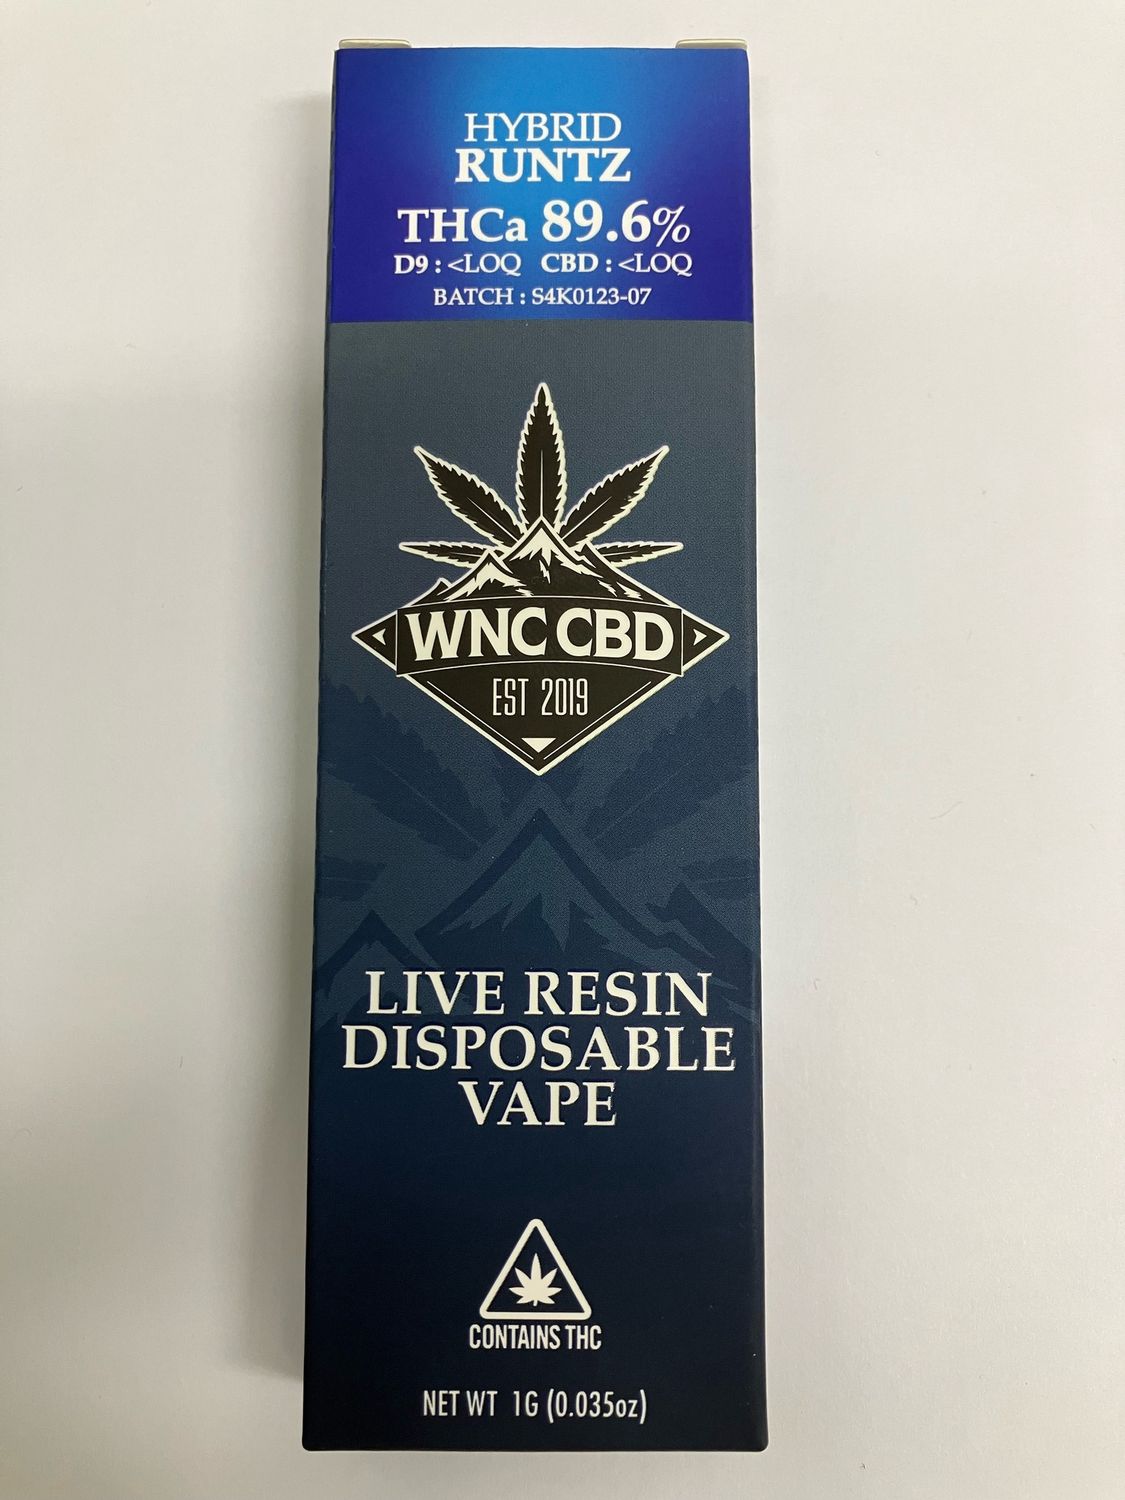 HYBRID
RUNTZ
THCa 89.6%
D9 : <LOQ CBD : <LOQ
BATCH : S4K0123-07
WNC CBD
EST 2019
LIVE RESIN
DISPOSABLE
VAPE
CONTAINS THC
NET WT 1G (0.035oz)